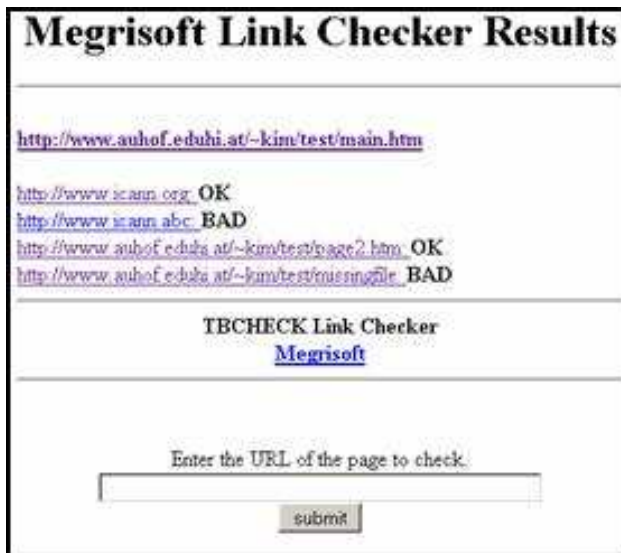 Megrisoft Link Checker Results
http://www.auhof.eduhi.at/~kim/test/main.htm
http://www.icann.org OK
http://www.icann.abc BAD
http://www.auhof.eduhi.at/~kim/test/page2.htm OK
http://www.auhof.eduhi.at/~kim/test/missingfile BAD
TBCHECK Link Checker
Megrisoft
Enter the URL of the page to check.
submit